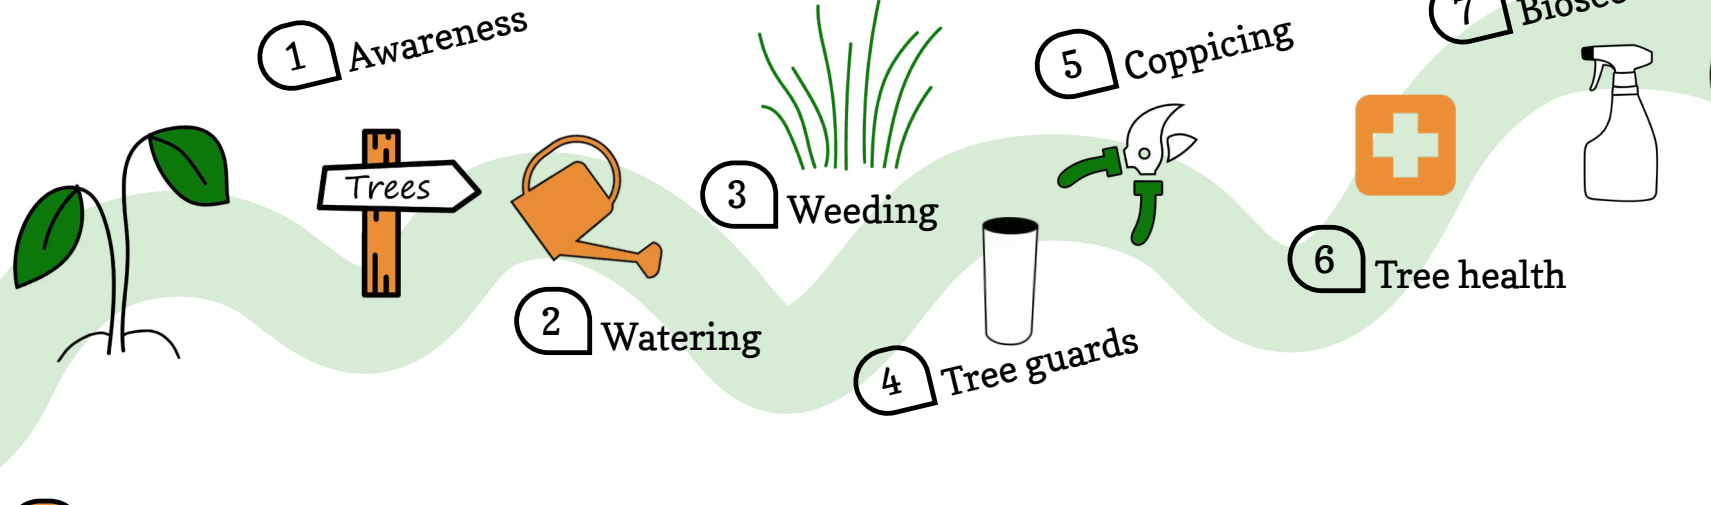 1 Awareness
Trees
2 Watering
3 Weeding
4 Tree guards
5 Coppicing
6 Tree health
7